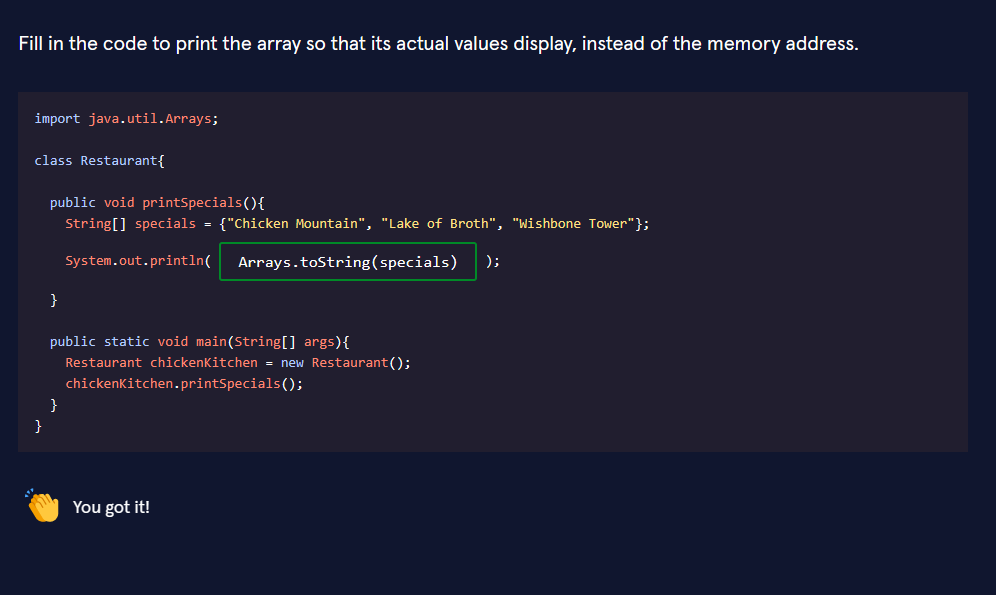 Fill in the code to print the array so that its actual values display, instead of the memory address.
import java.util.Arrays;
class Restaurant{
public void printSpecials(){
String[] specials = {"Chicken Mountain", "Lake of Broth", "Wishbone Tower"};
System.out.println( Arrays.toString(specials) );
}
public static void main(String[] args){
Restaurant chickenKitchen = new Restaurant();
chickenKitchen.printSpecials();
}
}
You got it!